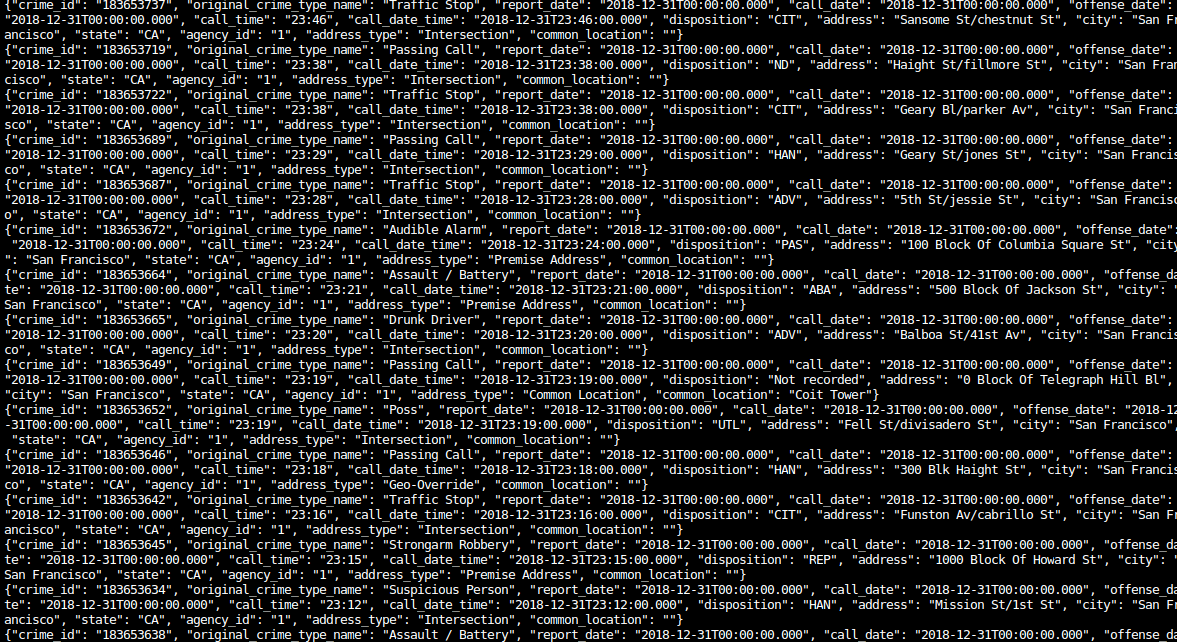 {"crime_id": "183653737", "original_crime_type_name": "Traffic Stop", "report_date": "2018-12-31T00:00:00.000", "call_date": "2018-12-31T00:00:00.000", "offense_date":
"2018-12-31T00:00:00.000", "call_time": "23:46", "call_date_time": "2018-12-31T23:46:00.000", "disposition": "CIT", "address": "Sansome St/chestnut St", "city": "San Fr
ancisco", "state": "CA", "agency_id": "1", "address_type": "Intersection", "common_location": ""}
{"crime_id": "183653719", "original_crime_type_name": "Passing Call", "report_date": "2018-12-31T00:00:00.000", "call_date": "2018-12-31T00:00:00.000", "offense_date":
"2018-12-31T00:00:00.000", "call_time": "23:38", "call_date_time": "2018-12-31T23:38:00.000", "disposition": "ND", "address": "Haight St/fillmore St", "city": "San Fran
cisco", "state": "CA", "agency_id": "1", "address_type": "Intersection", "common_location": ""}
{"crime_id": "183653722", "original_crime_type_name": "Traffic Stop", "report_date": "2018-12-31T00:00:00.000", "call_date": "2018-12-31T00:00:00.000", "offense_date":
"2018-12-31T00:00:00.000", "call_time": "23:38", "call_date_time": "2018-12-31T23:38:00.000", "disposition": "CIT", "address": "Geary Bl/parker Av", "city": "San Franci
sco", "state": "CA", "agency_id": "1", "address_type": "Intersection", "common_location": ""}
{"crime_id": "183653689", "original_crime_type_name": "Passing Call", "report_date": "2018-12-31T00:00:00.000", "call_date": "2018-12-31T00:00:00.000", "offense_date":
"2018-12-31T00:00:00.000", "call_time": "23:29", "call_date_time": "2018-12-31T23:29:00.000", "disposition": "HAN", "address": "Geary St/jones St", "city": "San Francis
co", "state": "CA", "agency_id": "1", "address_type": "Intersection", "common_location": ""}
{"crime_id": "183653687", "original_crime_type_name": "Traffic Stop", "report_date": "2018-12-31T00:00:00.000", "call_date": "2018-12-31T00:00:00.000", "offense_date":
"2018-12-31T00:00:00.000", "call_time": "23:28", "call_date_time": "2018-12-31T23:28:00.000", "disposition": "ADV", "address": "5th St/jessie St", "city": "San Francisc
o", "state": "CA", "agency_id": "1", "address_type": "Intersection", "common_location": ""}
{"crime_id": "183653672", "original_crime_type_name": "Audible Alarm", "report_date": "2018-12-31T00:00:00.000", "call_date": "2018-12-31T00:00:00.000", "offense_date":
"2018-12-31T00:00:00.000", "call_time": "23:24", "call_date_time": "2018-12-31T23:24:00.000", "disposition": "PAS", "address": "100 Block Of Columbia Square St", "city
": "San Francisco", "state": "CA", "agency_id": "1", "address_type": "Premise Address", "common_location": ""}
{"crime_id": "183653664", "original_crime_type_name": "Assault / Battery", "report_date": "2018-12-31T00:00:00.000", "call_date": "2018-12-31T00:00:00.000", "offense_da
te": "2018-12-31T00:00:00.000", "call_time": "23:21", "call_date_time": "2018-12-31T23:21:00.000", "disposition": "ABA", "address": "500 Block Of Jackson St", "city": "
San Francisco", "state": "CA", "agency_id": "1", "address_type": "Premise Address", "common_location": ""}
{"crime_id": "183653665", "original_crime_type_name": "Drunk Driver", "report_date": "2018-12-31T00:00:00.000", "call_date": "2018-12-31T00:00:00.000", "offense_date":
"2018-12-31T00:00:00.000", "call_time": "23:20", "call_date_time": "2018-12-31T23:20:00.000", "disposition": "ADV", "address": "Balboa St/41st Av", "city": "San Francis
co", "state": "CA", "agency_id": "1", "address_type": "Intersection", "common_location": ""}
{"crime_id": "183653649", "original_crime_type_name": "Passing Call", "report_date": "2018-12-31T00:00:00.000", "call_date": "2018-12-31T00:00:00.000", "offense_date":
"2018-12-31T00:00:00.000", "call_time": "23:19", "call_date_time": "2018-12-31T23:19:00.000", "disposition": "Not recorded", "address": "0 Block Of Telegraph Hill Bl",
"city": "San Francisco", "state": "CA", "agency_id": "1", "address_type": "Common Location", "common_location": "Coit Tower"}
{"crime_id": "183653652", "original_crime_type_name": "Poss", "report_date": "2018-12-31T00:00:00.000", "call_date": "2018-12-31T00:00:00.000", "offense_date": "2018-12
-31T00:00:00.000", "call_time": "23:19", "call_date_time": "2018-12-31T23:19:00.000", "disposition": "UTL", "address": "Fell St/divisadero St", "city": "San Francisco",
"state": "CA", "agency_id": "1", "address_type": "Intersection", "common_location": ""}
{"crime_id": "183653646", "original_crime_type_name": "Passing Call", "report_date": "2018-12-31T00:00:00.000", "call_date": "2018-12-31T00:00:00.000", "offense_date":
"2018-12-31T00:00:00.000", "call_time": "23:18", "call_date_time": "2018-12-31T23:18:00.000", "disposition": "HAN", "address": "300 Blk Haight St", "city": "San Francis
co", "state": "CA", "agency_id": "1", "address_type": "Geo-Override", "common_location": ""}
{"crime_id": "183653642", "original_crime_type_name": "Traffic Stop", "report_date": "2018-12-31T00:00:00.000", "call_date": "2018-12-31T00:00:00.000", "offense_date":
"2018-12-31T00:00:00.000", "call_time": "23:16", "call_date_time": "2018-12-31T23:16:00.000", "disposition": "CIT", "address": "Funston Av/cabrillo St", "city": "San Fr
ancisco", "state": "CA", "agency_id": "1", "address_type": "Intersection", "common_location": ""}
{"crime_id": "183653645", "original_crime_type_name": "Strongarm Robbery", "report_date": "2018-12-31T00:00:00.000", "call_date": "2018-12-31T00:00:00.000", "offense_da
te": "2018-12-31T00:00:00.000", "call_time": "23:15", "call_date_time": "2018-12-31T23:15:00.000", "disposition": "REP", "address": "1000 Block Of Howard St", "city": "
San Francisco", "state": "CA", "agency_id": "1", "address_type": "Premise Address", "common_location": ""}
{"crime_id": "183653634", "original_crime_type_name": "Suspicious Person", "report_date": "2018-12-31T00:00:00.000", "call_date": "2018-12-31T00:00:00.000", "offense_da
te": "2018-12-31T00:00:00.000", "call_time": "23:12", "call_date_time": "2018-12-31T23:12:00.000", "disposition": "HAN", "address": "Mission St/1st St", "city": "San Fr
ancisco", "state": "CA", "agency_id": "1", "address_type": "Intersection", "common_location": ""}
{"crime_id": "183653638", "original_crime_type_name": "Assault / Battery", "report_date": "2018-12-31T00:00:00.000", "call_date": "2018-12-31T00:00:00.000", "offense_da